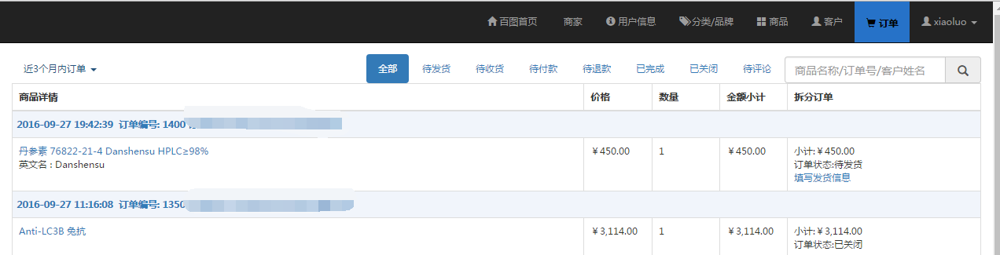 百图首页 商家 用户信息 分类/品牌 商品 客户 订单 xiaoluo
近3个月内订单 全部 待发货 待收货 待付款 待退款 已完成 已关闭 待评论 商品名称/订单号/客户姓名
商品详情 价格 数量 金额小计 拆分订单
2016-09-27 19:42:39 订单编号: 1400
丹参素 76822-21-4 Danshensu HPLC≥98% ￥450.00 1 ￥450.00 小计:￥450.00
英文名 : Danshensu 订单状态:待发货
填写发货信息
2016-09-27 11:16:08 订单编号: 1350
Anti-LC3B 兔抗 ￥3,114.00 1 ￥3,114.00 小计:￥3,114.00
订单状态:已关闭